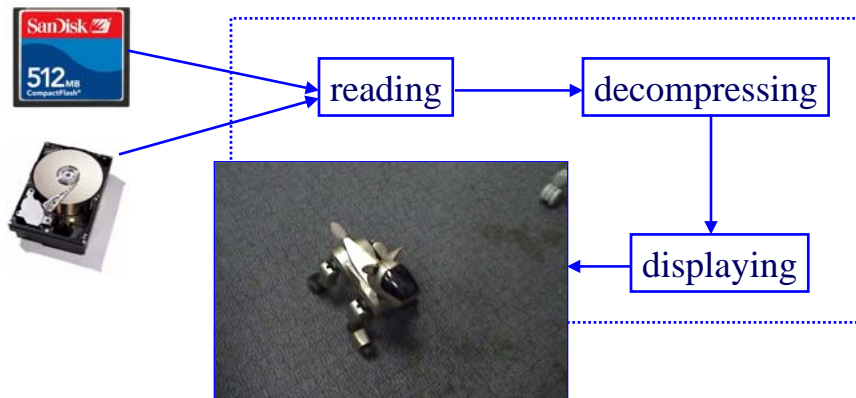 SanDisk
512MB
CompactFlash®
reading
decompressing
displaying